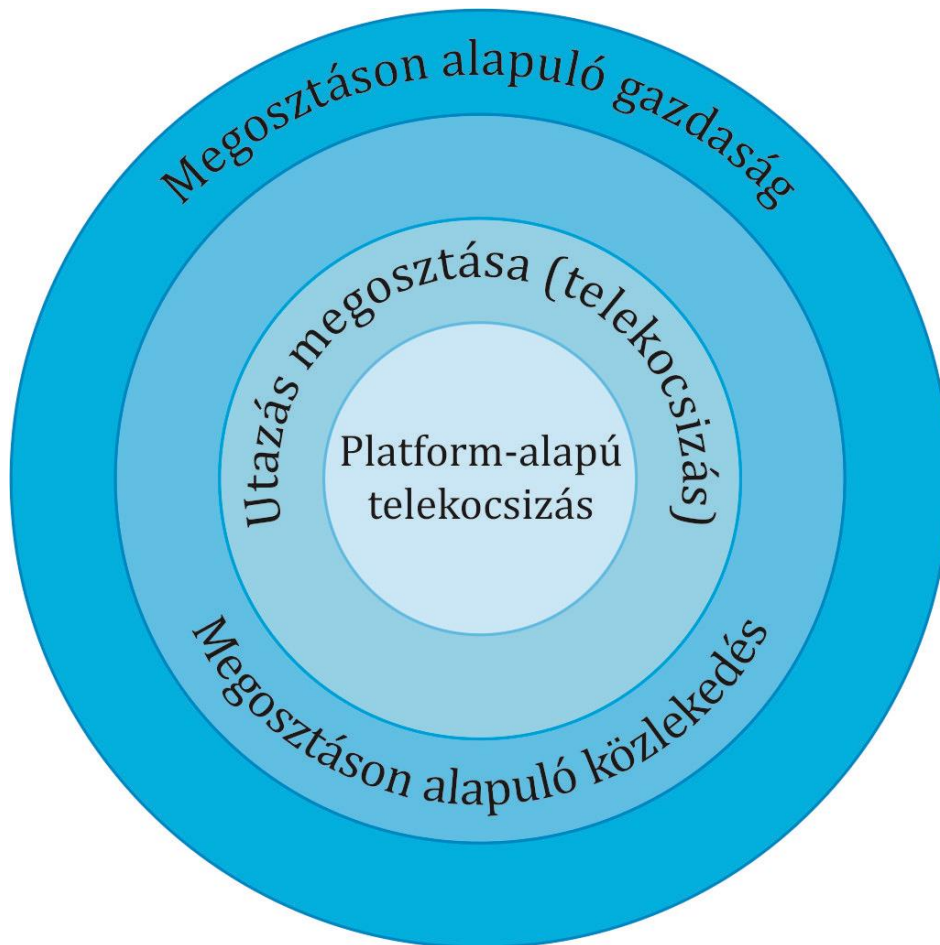 Megosztáson alapuló gazdaság
Utazás megosztása (telekocsizás)
Platform-alapú
telekocsizás
Megosztáson alapuló közlekedés